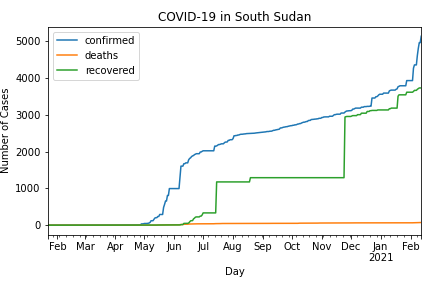 COVID-19 in South Sudan
confirmed
deaths
recovered
Number of Cases
5000
4000
3000
2000
1000
0
Feb Mar Apr May Jun Jul Aug Sep Oct Nov Dec Jan Feb
2021
Day